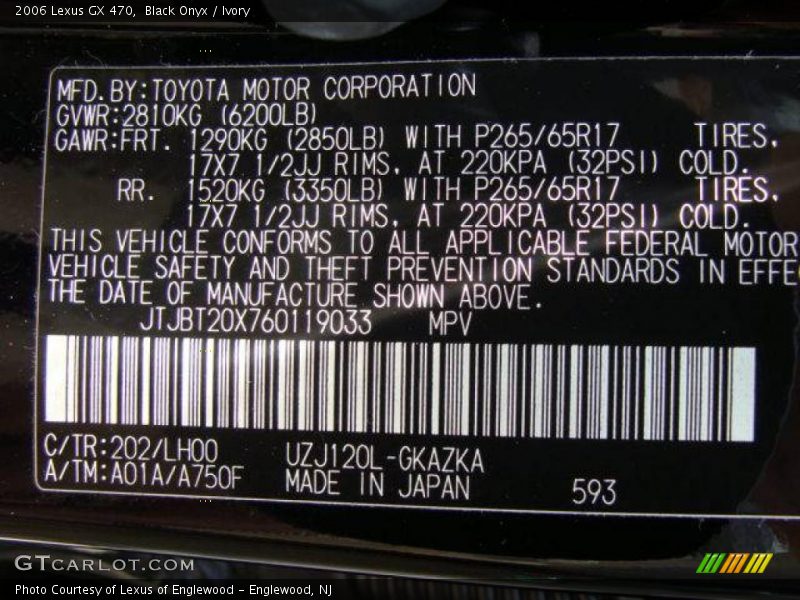 2006 Lexus GX 470, Black Onyx / Ivory
MFD. BY: TOYOTA MOTOR CORPORATION
GVWR: 2810KG (6200LB)
GAWR: FRT. 1290KG (2850LB) WITH P265/65R17 TIRES,
17X7 1/2JJ RIMS, AT 220KPA (32PSI) COLD.
RR. 1520KG (3350LB) WITH P265/65R17 TIRES,
17X7 1/2JJ RIMS, AT 220KPA (32PSI) COLD.
THIS VEHICLE CONFORMS TO ALL APPLICABLE FEDERAL MOTOR
VEHICLE SAFETY AND THEFT PREVENTION STANDARDS IN EFFE
THE DATE OF MANUFACTURE SHOWN ABOVE.
JTJBT20X760119033 MPV
C/TR: 202/LH00 UZJ120L-GKAZKA
A/TM: A01A/A750F MADE IN JAPAN 593
GTCARLOT.COM
Photo Courtesy of Lexus of Englewood - Englewood, NJ